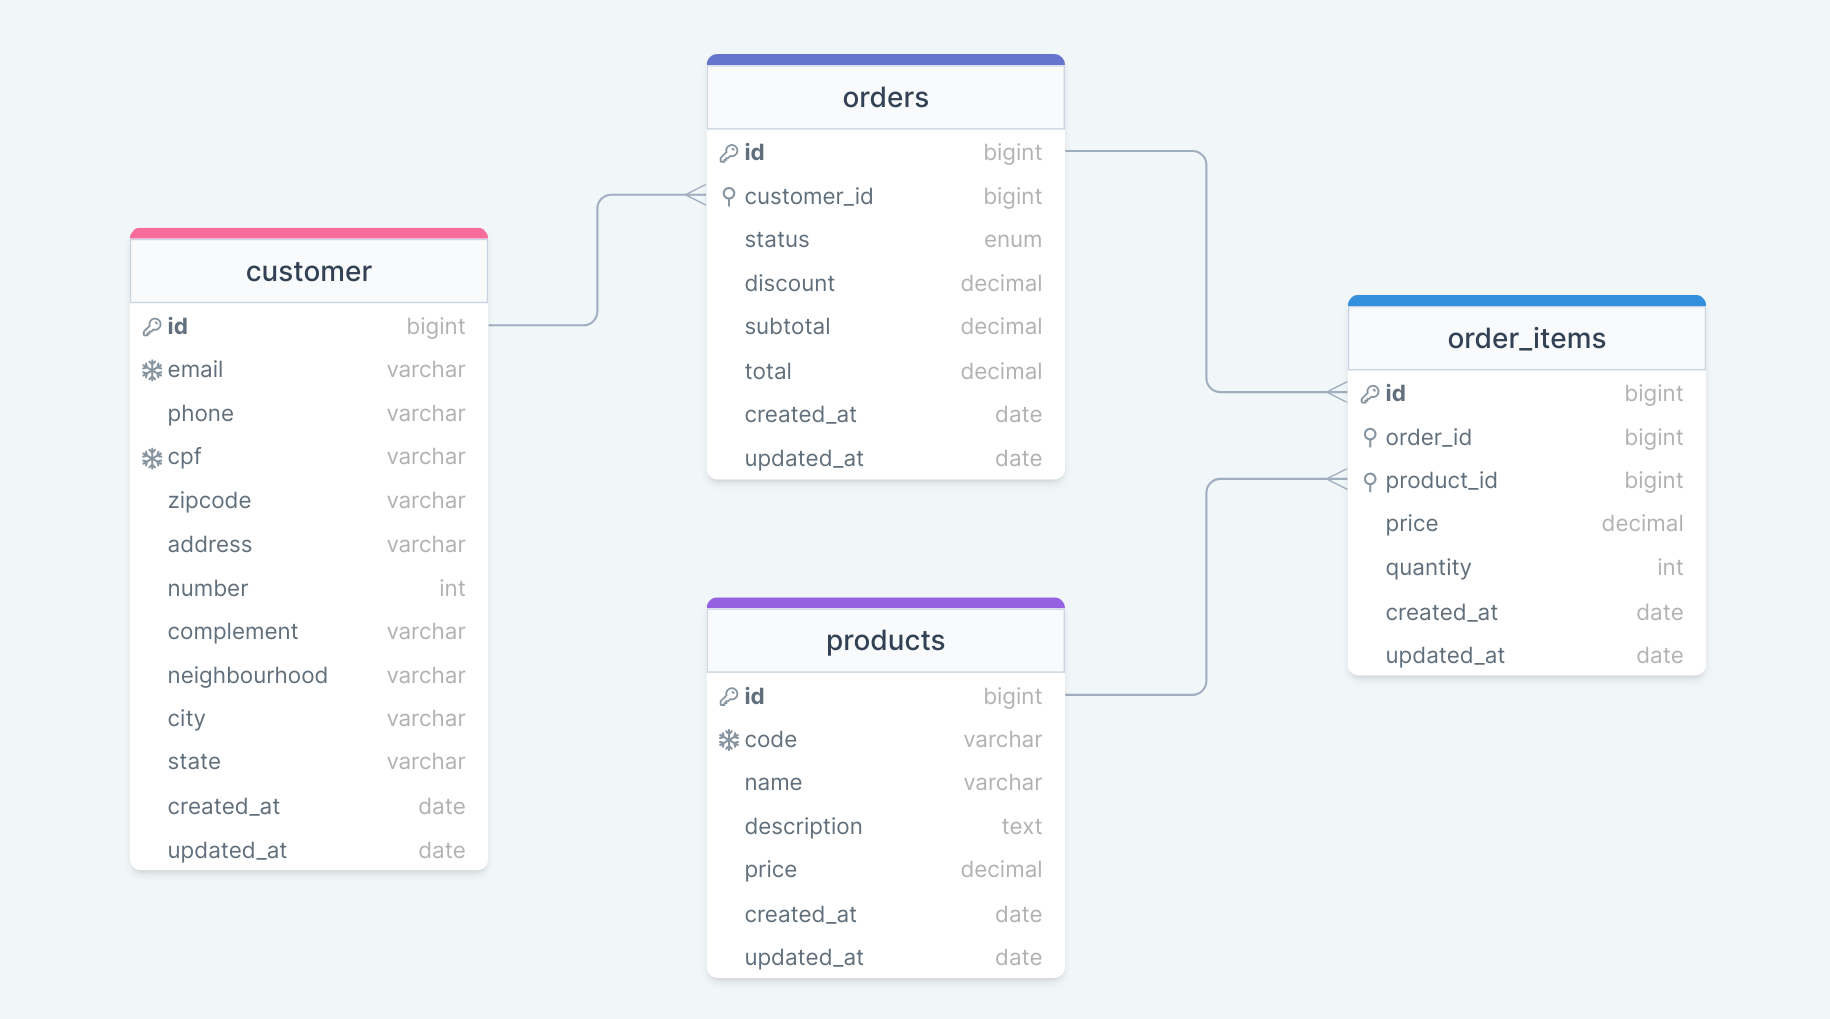 orders
id bigint
customer_id bigint
status enum
discount decimal
subtotal decimal
total decimal
created_at date
updated_at date
customer
id bigint
email varchar
phone varchar
cpf varchar
zipcode varchar
address varchar
number int
complement varchar
neighbourhood varchar
city varchar
state varchar
created_at date
updated_at date
order_items
id bigint
order_id bigint
product_id bigint
price decimal
quantity int
created_at date
updated_at date
products
id bigint
code varchar
name varchar
description text
price decimal
created_at date
updated_at date